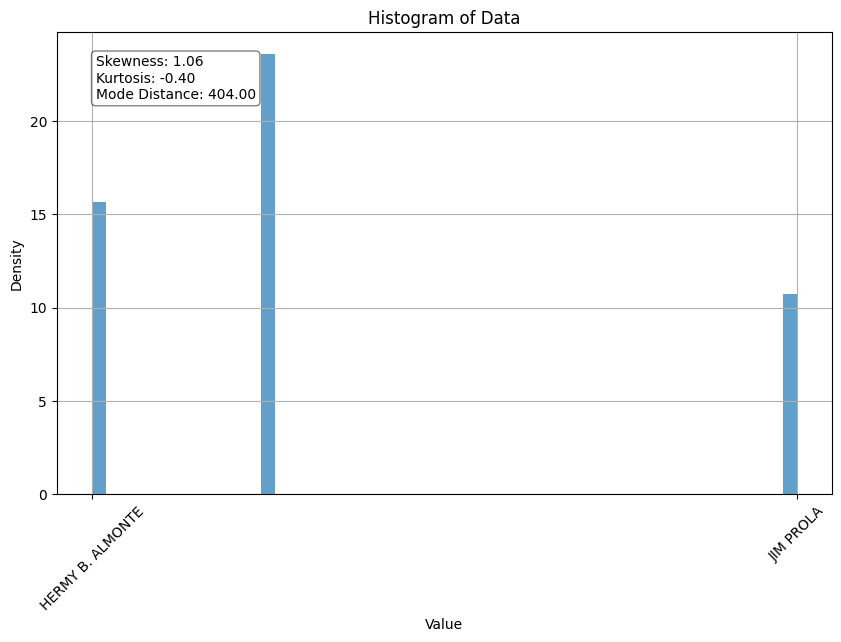 Histogram of Data
Skewness: 1.06
Kurtosis: -0.40
Mode Distance: 404.00
20
15
10
5
0
Density
HERMY B. ALMONTE
JIM PROLA
Value